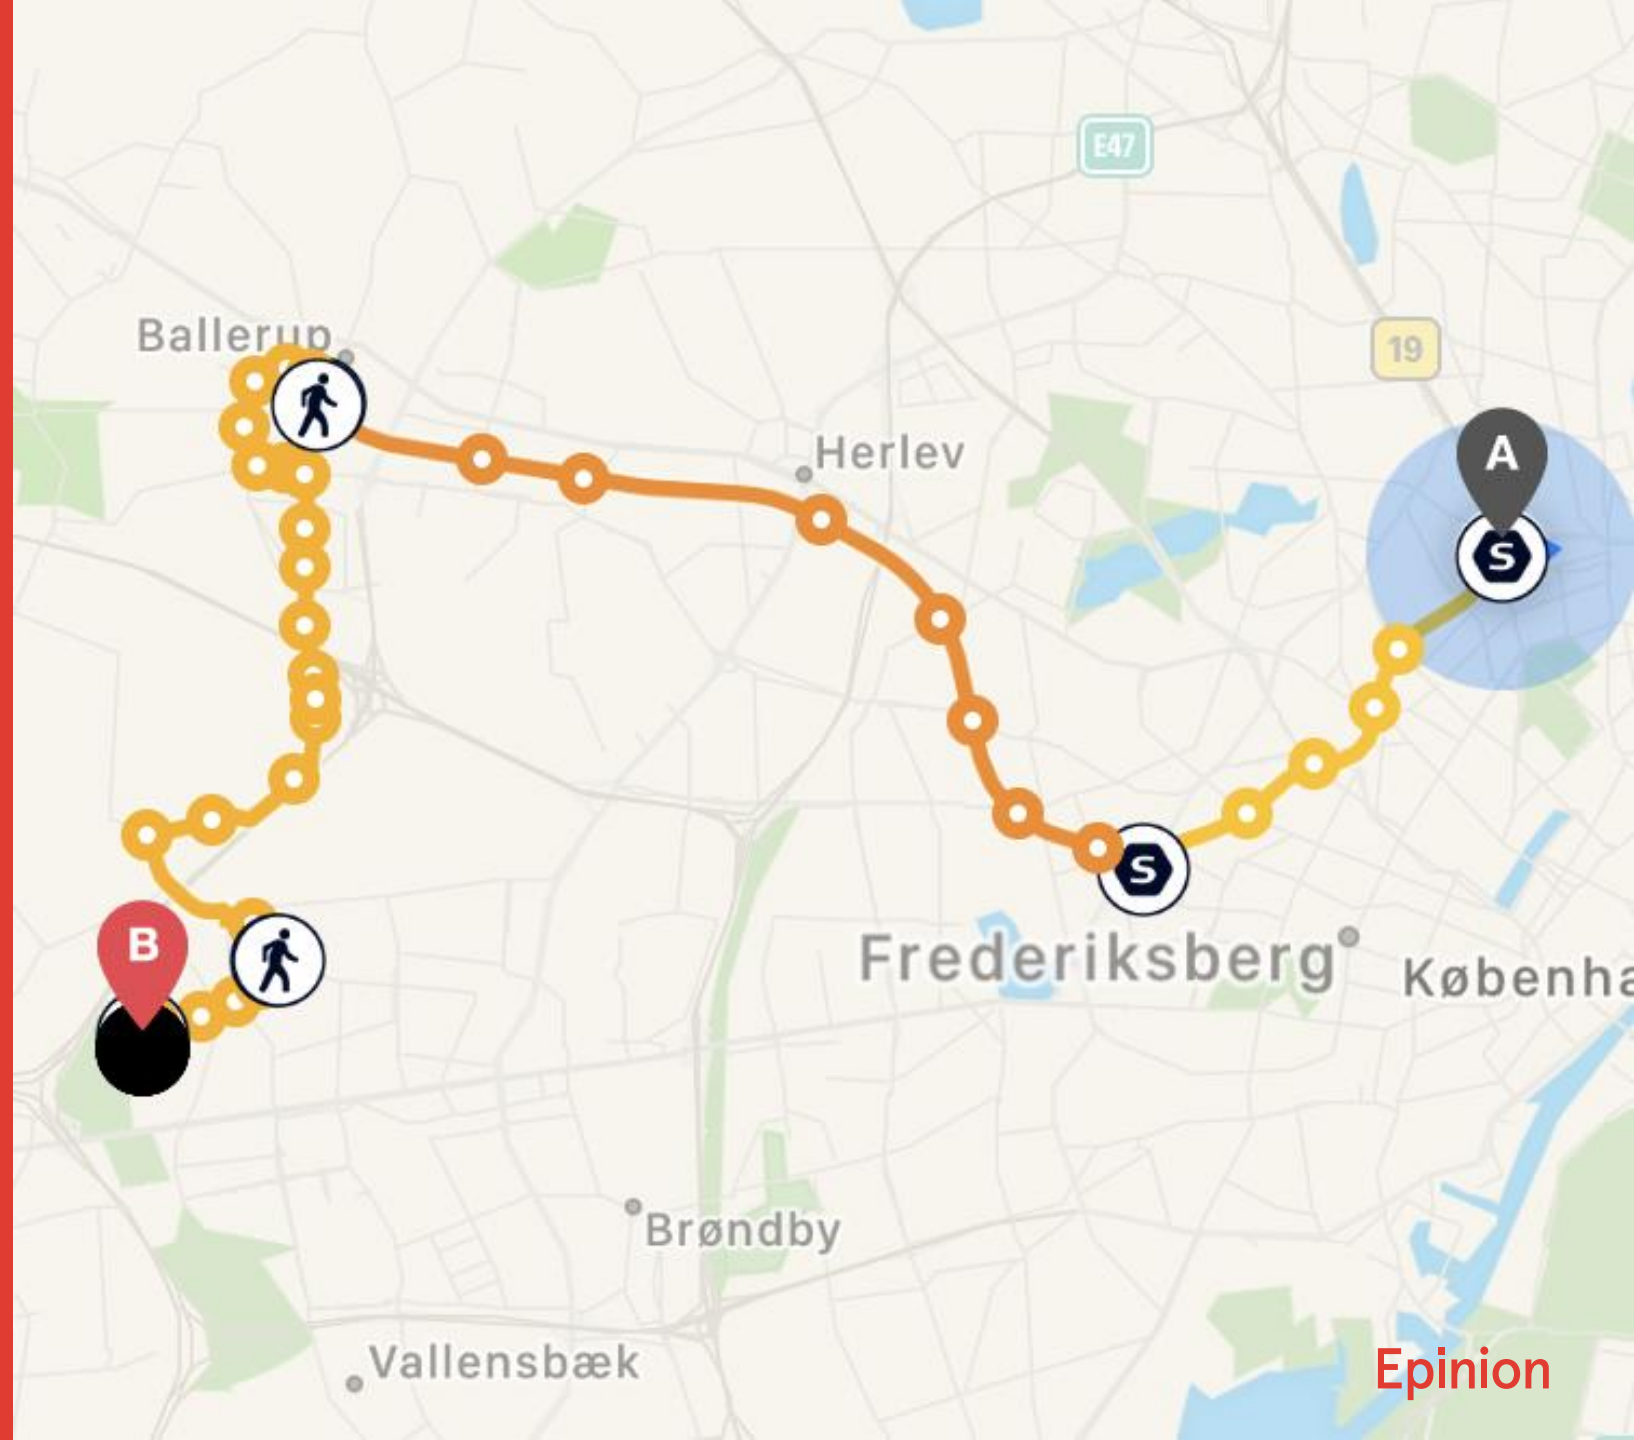 E47
Ballerup
19
Herlev
A
S
S
B
Frederiksberg
Københa
Brøndby
Vallensbæk
Epinion